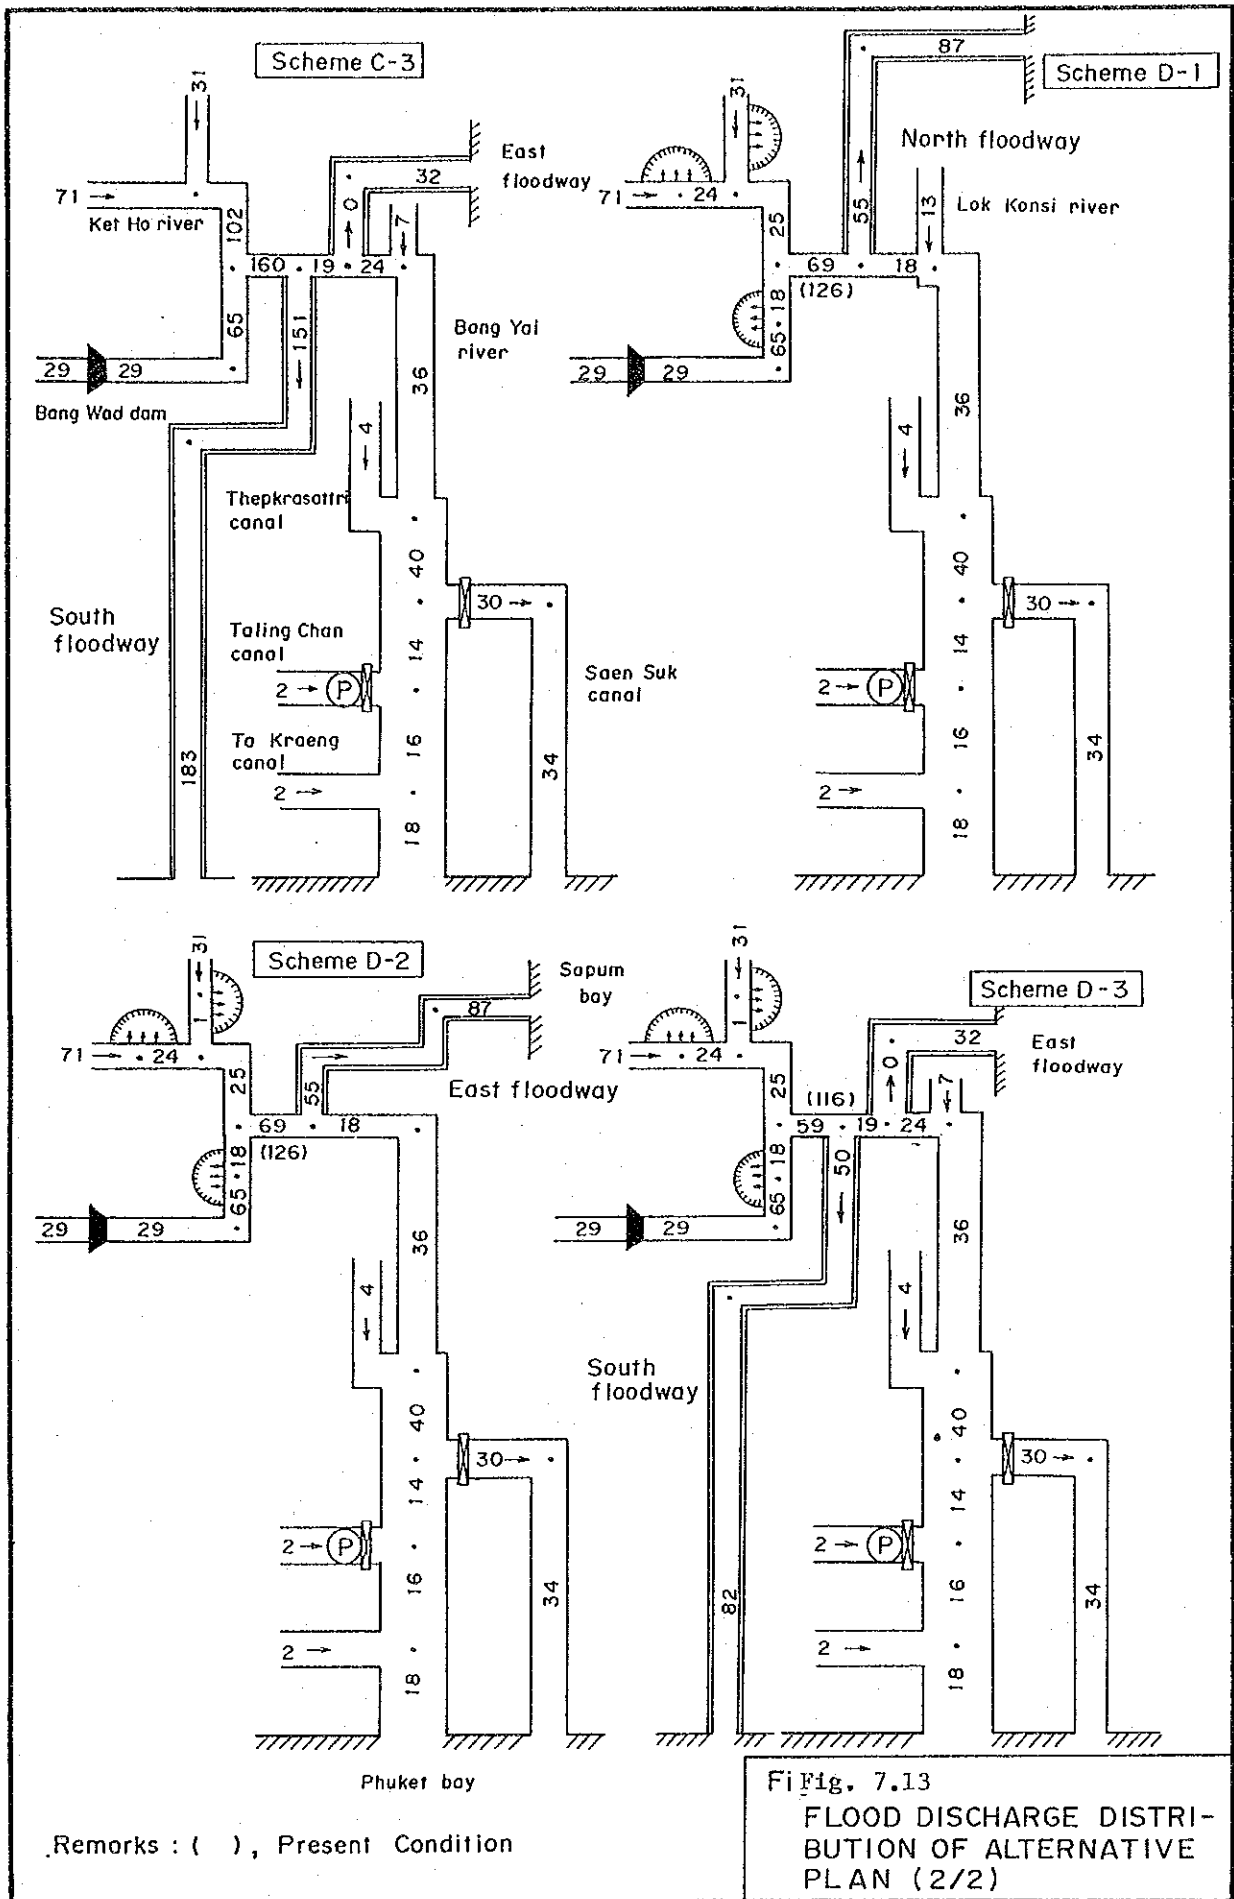 Scheme C-3
31
71 →
Ket Ho river
102
160
19
0
24
7
32
East
floodway
65
151
29
29
Bang Wad dam
Bang Yai
river
36
4
Thepkrasattri
canal
40
30 →
South
floodway
Taling Chan
canal
14
2 →
P
Saen Suk
canal
Ta Kraeng
canal
16
183
2 →
34
18
Scheme D-1
87
31
North floodway
71 →
24
55
13
Lok Konsi river
25
69
18
(126)
18
65
29
29
36
4
40
30 →
14
2 →
P
16
34
2 →
18
Scheme D-2
31
1
Sapum
bay
87
71 →
24
25
55
East floodway
69
18
(126)
18
65
29
29
36
4
40
30 →
14
2 →
P
16
34
2 →
18
Phuket bay
Scheme D-3
31
1
32
East
floodway
71 →
24
0
25
7
(116)
59
19
24
18
50
65
29
29
36
4
South
floodway
40
30 →
14
2 →
P
16
82
34
2 →
18
Remarks : ( ), Present Condition
Fi Fig. 7.13
FLOOD DISCHARGE DISTRI-
BUTION OF ALTERNATIVE
PLAN (2/2)